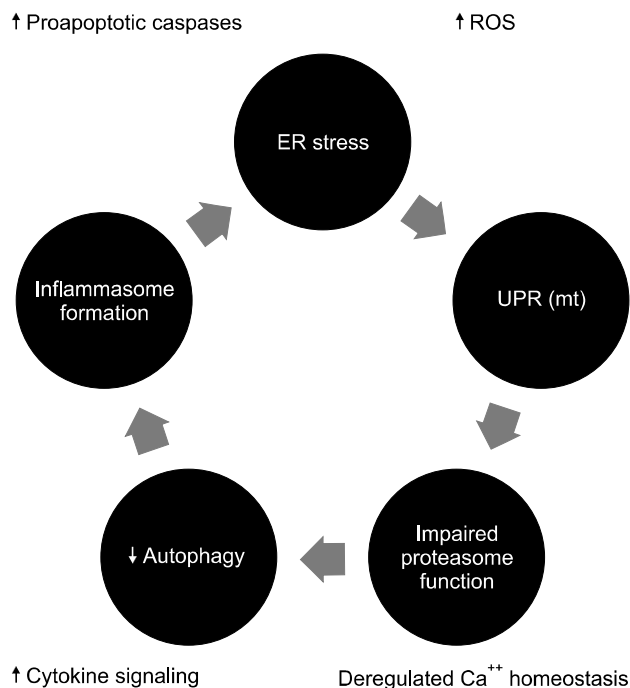 ↑ Proapoptotic caspases
↑ ROS
ER stress
UPR (mt)
Impaired
proteasome
function
↓ Autophagy
Inflammasome
formation
↑ Cytokine signaling
Deregulated Ca⁺⁺ homeostasis